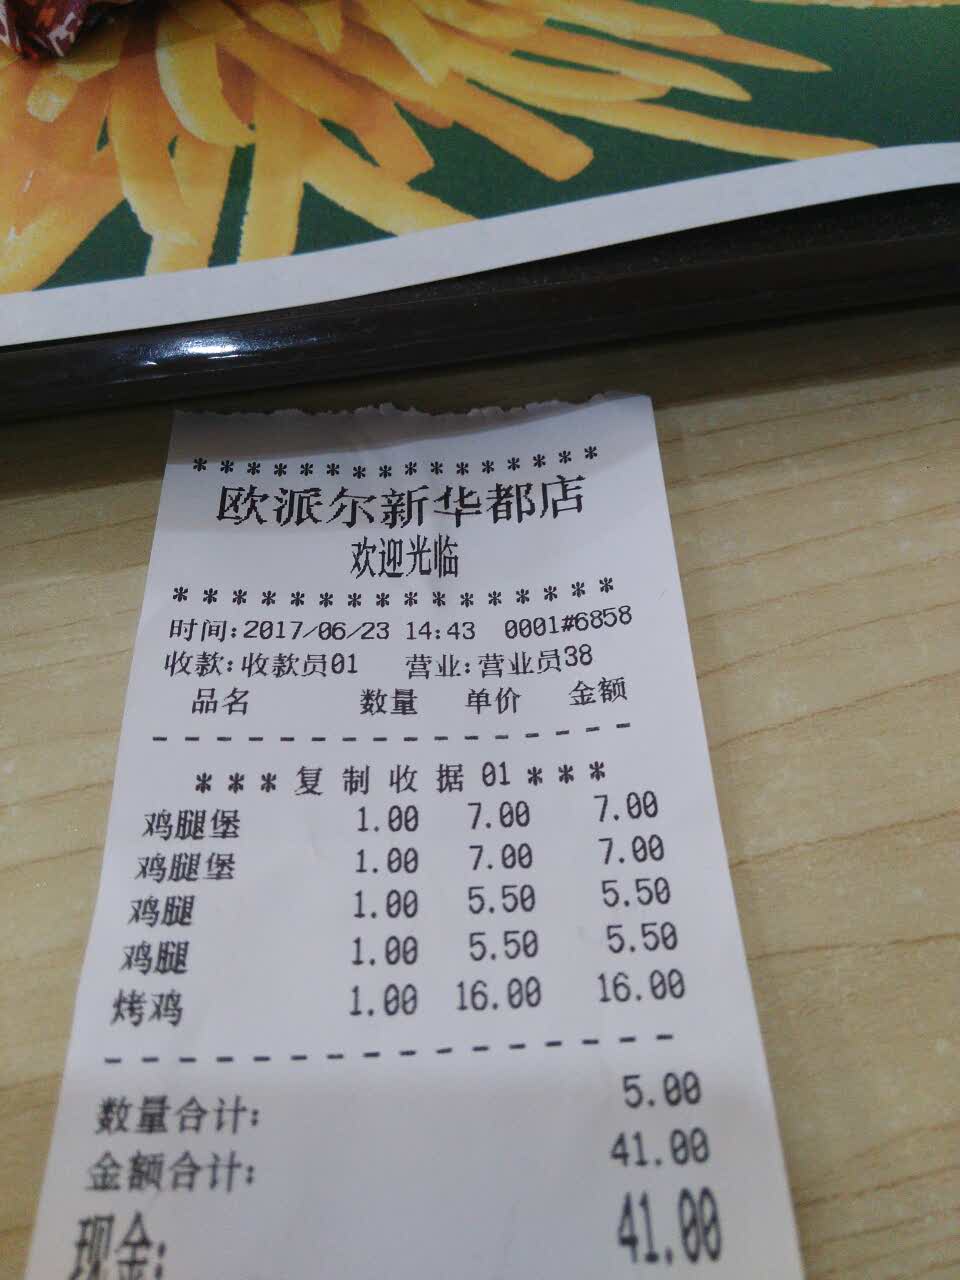 ****************
欧派尔新华都店
欢迎光临
****************
时间:2017/06/23 14:43 0001#6858
收款:收款员01 营业:营业员38
品名 数量 单价 金额
-----------------
***复制收据01***
鸡腿堡 1.00 7.00 7.00
鸡腿堡 1.00 7.00 7.00
鸡腿 1.00 5.50 5.50
鸡腿 1.00 5.50 5.50
烤鸡 1.00 16.00 16.00
-----------------
数量合计: 5.00
金额合计: 41.00
现金: 41.00